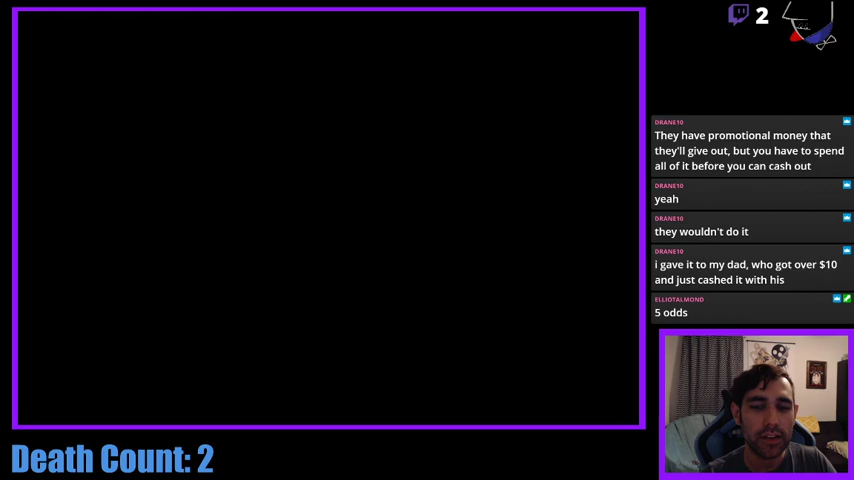 2
DRANE10
They have promotional money that
they'll give out, but you have to spend
all of it before you can cash out
DRANE10
yeah
DRANE10
they wouldn't do it
DRANE10
i gave it to my dad, who got over $10
and just cashed it with his
ELLIOTALMOND
5 odds
Death Count: 2